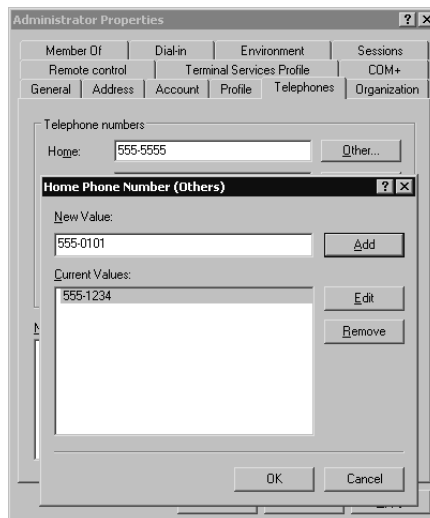 Administrator Properties
Member Of Dial-in Environment Sessions
Remote control Terminal Services Profile COM+
General Address Account Profile Telephones Organization
Telephone numbers
Home: 555-5555 Other...
Home Phone Number (Others)
New Value:
555-0101 Add
Current Values:
555-1234 Edit
Remove
OK Cancel